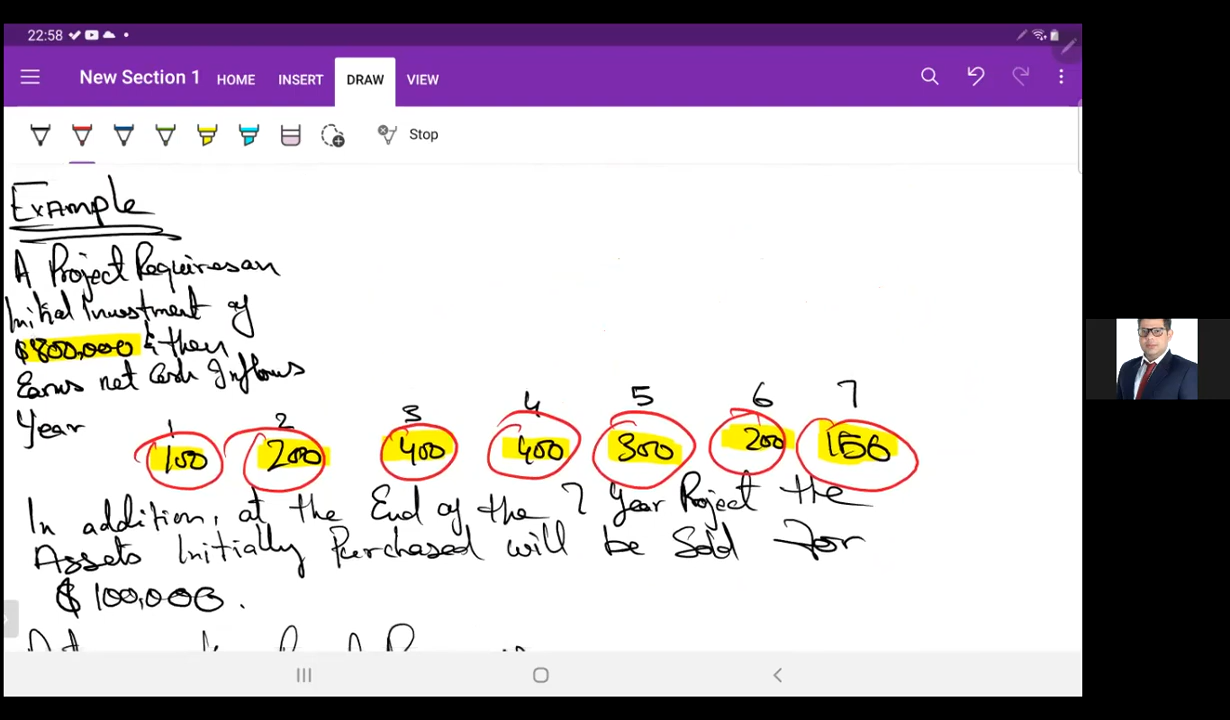 22:58
New Section 1 HOME INSERT DRAW VIEW
Stop
Example
A Project Requires an
Initial Investment of
$800,000 & then
Earns net Cash Inflows
Year 1 2 3 4 5 6 7
100 200 400 400 300 200 150
In addition, at the End of the 7 Year Project the
Assets Initially Purchased will be Sold For
$100,000.